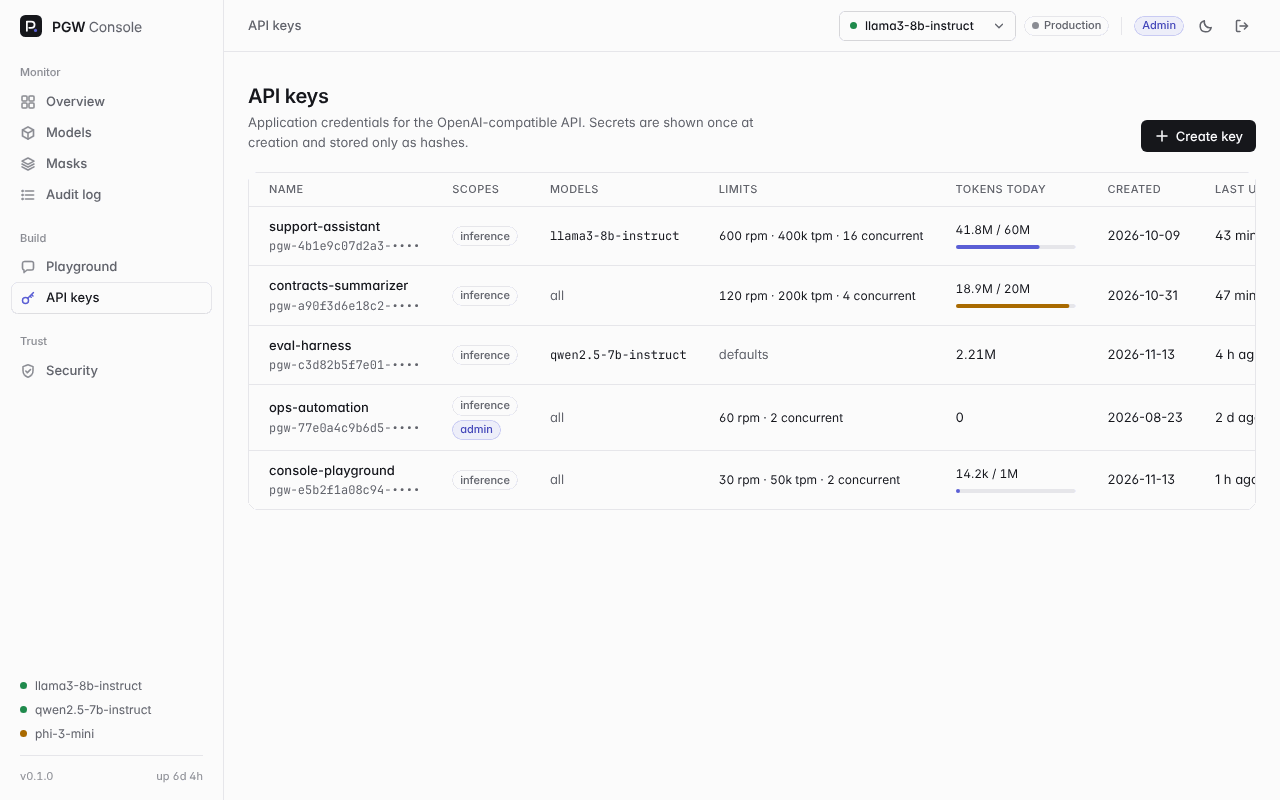 PGW Console
API keys
llama3-8b-instruct
Production
Admin
Monitor
Overview
Models
Masks
Audit log
Build
Playground
API keys
Trust
Security
llama3-8b-instruct
qwen2.5-7b-instruct
phi-3-mini
v0.1.0 up 6d 4h
API keys
Application credentials for the OpenAI-compatible API. Secrets are shown once at
creation and stored only as hashes.
Create key
NAME SCOPES MODELS LIMITS TOKENS TODAY CREATED LAST U
support-assistant
pgw-4b1e9c07d2a3-••••
inference llama3-8b-instruct 600 rpm · 400k tpm · 16 concurrent 41.8M / 60M 2026-10-09 43 min
contracts-summarizer
pgw-a90f3d6e18c2-••••
inference all 120 rpm · 200k tpm · 4 concurrent 18.9M / 20M 2026-10-31 47 min
eval-harness
pgw-c3d82b5f7e01-••••
inference qwen2.5-7b-instruct defaults 2.21M 2026-11-13 4 h ag
ops-automation
pgw-77e0a4c9b6d5-••••
inference
admin
all 60 rpm · 2 concurrent 0 2026-08-23 2 d ag
console-playground
pgw-e5b2f1a08c94-••••
inference all 30 rpm · 50k tpm · 2 concurrent 14.2k / 1M 2026-11-13 1 h ago